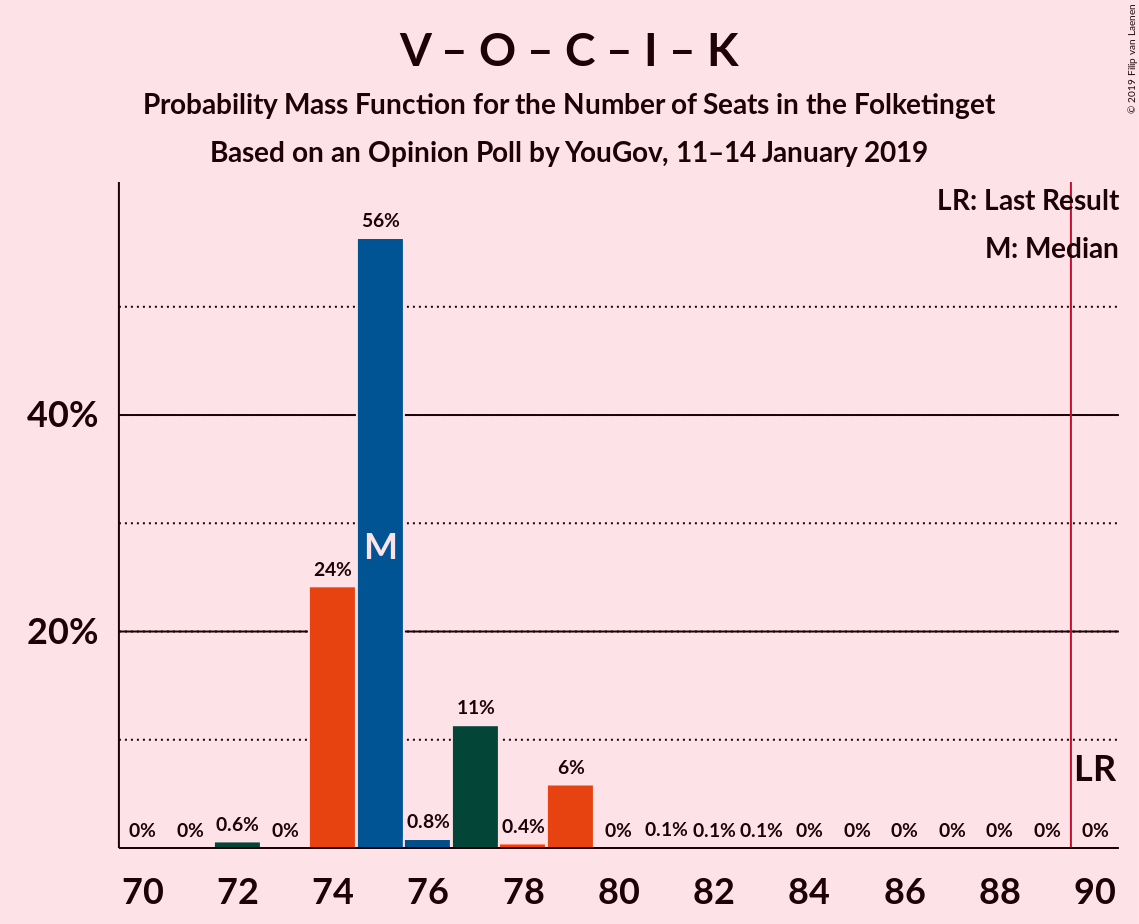 V – O – C – I – K
Probability Mass Function for the Number of Seats in the Folketinget
Based on an Opinion Poll by YouGov, 11–14 January 2019
© 2019 Filip van Laenen
LR: Last Result
M: Median
56%
40%
M
24%
20%
11%
LR
6%
0% 0% 0.6% 0% 0.8% 0.4% 0% 0.1% 0.1% 0.1% 0% 0% 0% 0% 0% 0% 0%
70 72 74 76 78 80 82 84 86 88 90